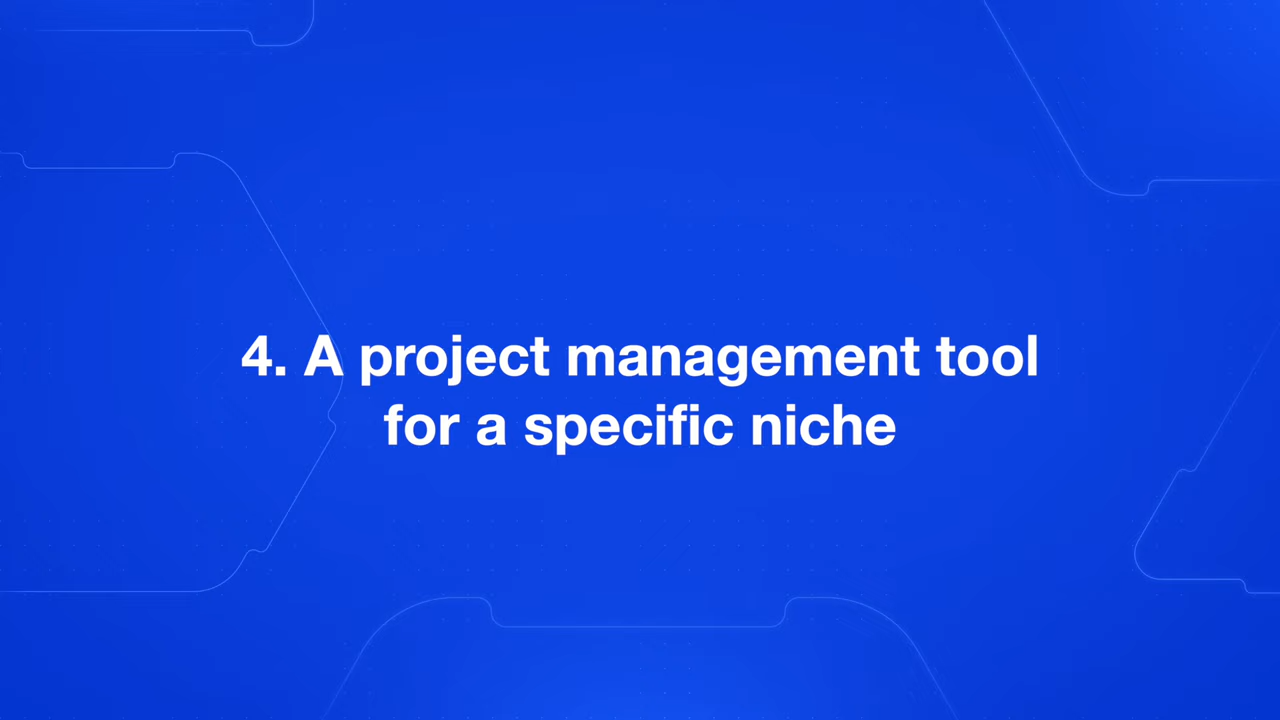 4. A project management tool
for a specific niche